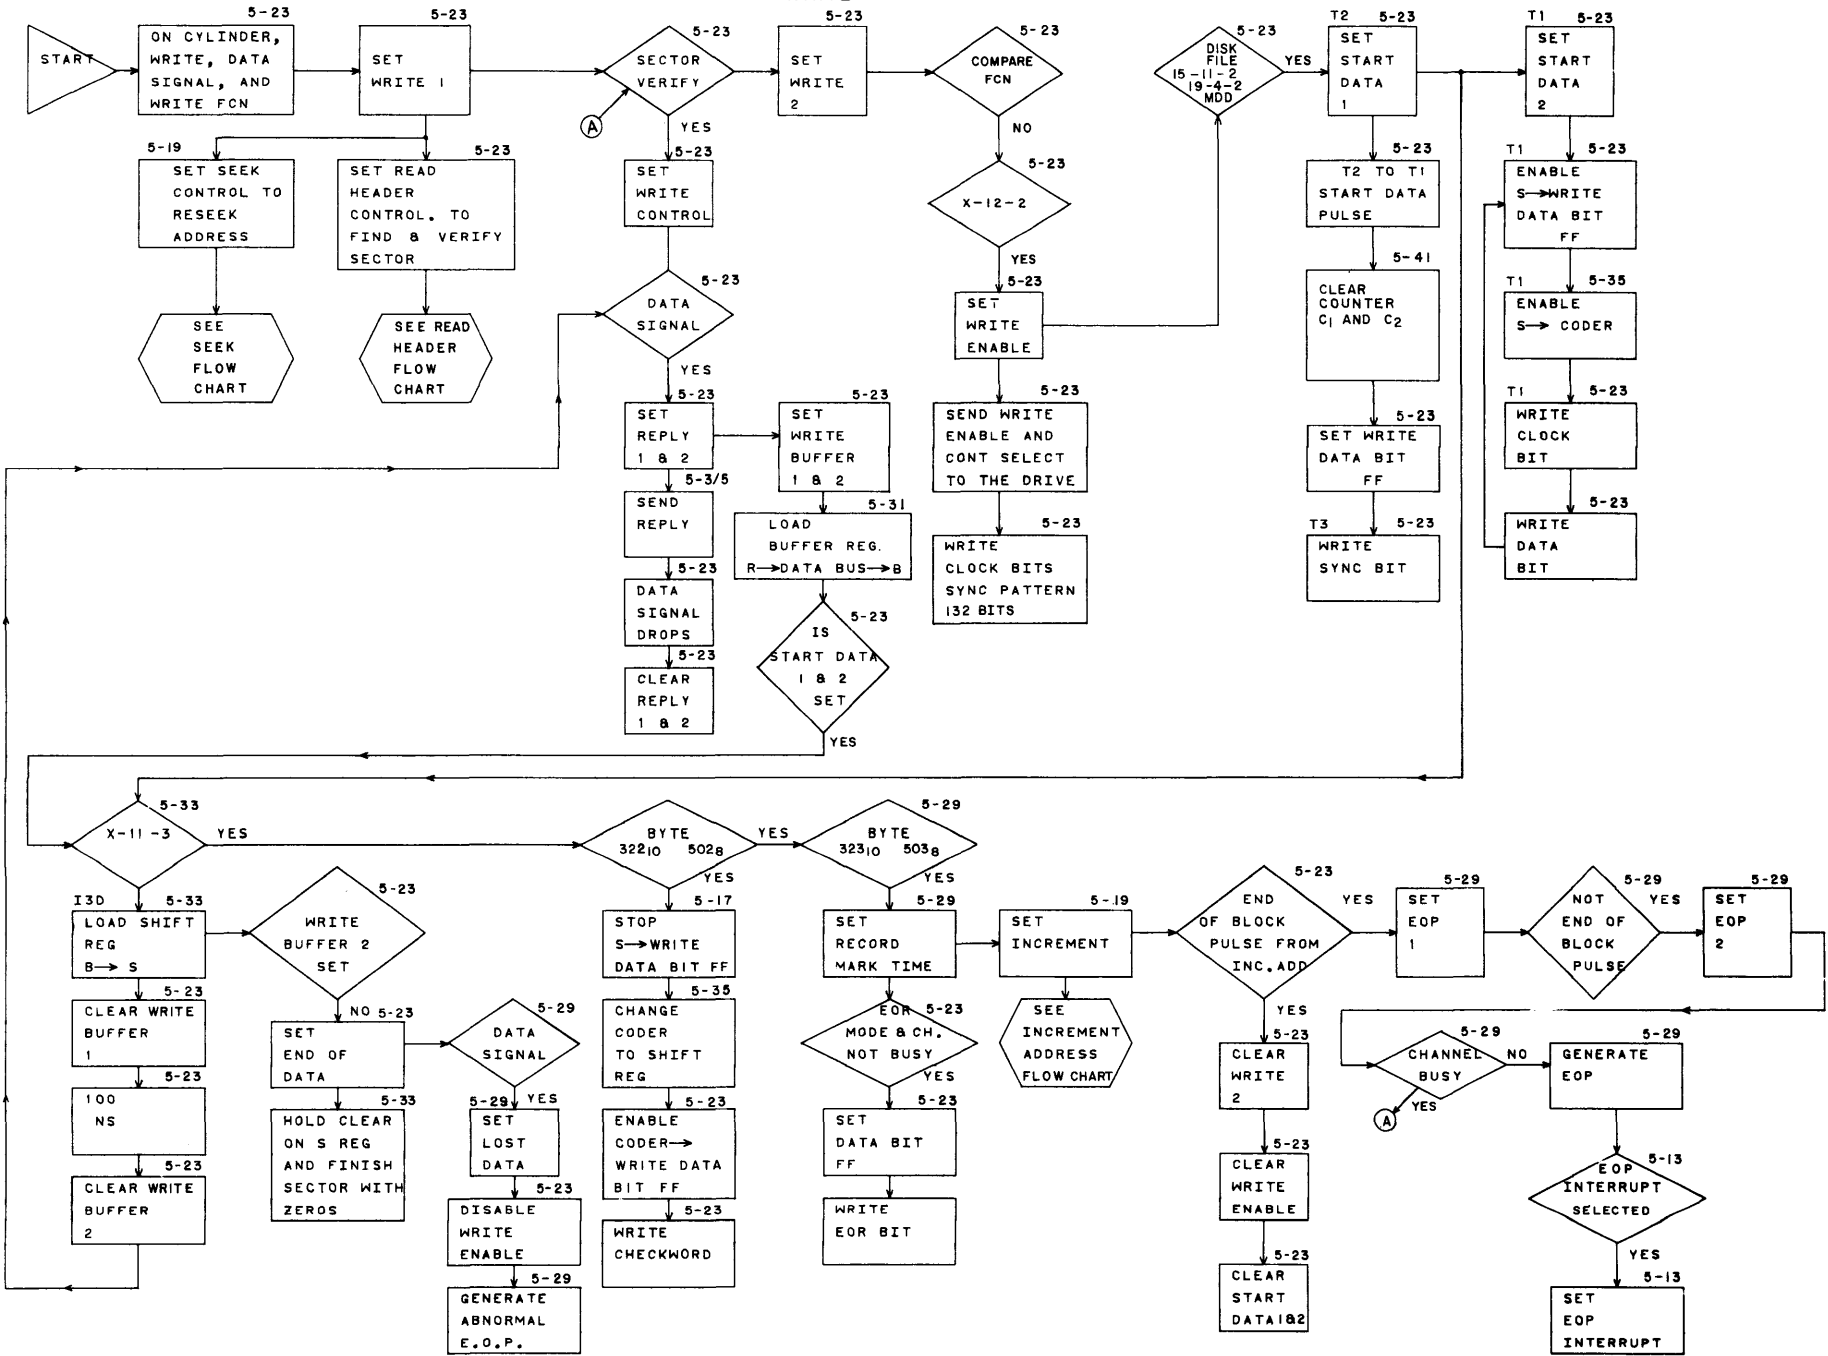 START
5-23
ON CYLINDER,
WRITE, DATA
SIGNAL, AND
WRITE FCN
5-23
SET
WRITE 1
5-19
SET SEEK
CONTROL TO
RESEEK
ADDRESS
SEE
SEEK
FLOW
CHART
5-23
SET READ
HEADER
CONTROL. TO
FIND & VERIFY
SECTOR
SEE READ
HEADER
FLOW
CHART
5-23
SECTOR
VERIFY
A
YES
5-23
SET
WRITE
CONTROL
5-23
DATA
SIGNAL
YES
5-23
SET
REPLY
1 & 2
5-3/5
SEND
REPLY
5-23
DATA
SIGNAL
DROPS
5-23
CLEAR
REPLY
1 & 2
5-23
SET
WRITE
2
5-23
SET
WRITE
BUFFER
1 & 2
5-31
LOAD
BUFFER REG.
R→DATA BUS→B
5-23
IS
START DATA
1 & 2
SET
YES
5-23
COMPARE
FCN
NO
5-23
X-12-2
YES
5-23
SET
WRITE
ENABLE
5-23
SEND WRITE
ENABLE AND
CONT SELECT
TO THE DRIVE
5-23
WRITE
CLOCK BITS
SYNC PATTERN
132 BITS
5-23
DISK
FILE
15-11-2
19-4-2
MDD
YES
T2 5-23
SET
START
DATA
1
5-23
T2 TO T1
START DATA
PULSE
5-41
CLEAR
COUNTER
C₁ AND C₂
5-23
SET WRITE
DATA BIT
FF
T3 5-23
WRITE
SYNC BIT
T1 5-23
SET
START
DATA
2
T1 5-23
ENABLE
S→WRITE
DATA BIT
FF
T1 5-35
ENABLE
S→ CODER
T1 5-23
WRITE
CLOCK
BIT
5-23
WRITE
DATA
BIT
5-33
X-11-3
YES
I3D 5-33
LOAD SHIFT
REG
B→ S
5-23
CLEAR WRITE
BUFFER
1
5-23
100
NS
5-23
CLEAR WRITE
BUFFER
2
5-23
WRITE
BUFFER 2
SET
NO
5-23
SET
END OF
DATA
5-33
HOLD CLEAR
ON S REG
AND FINISH
SECTOR WITH
ZEROS
5-29
DATA
SIGNAL
YES
5-29
SET
LOST
DATA
5-23
DISABLE
WRITE
ENABLE
5-29
GENERATE
ABNORMAL
E.O.P.
BYTE
322₁₀ 502₈
YES
YES
5-17
STOP
S→WRITE
DATA BIT FF
5-35
CHANGE
CODER
TO SHIFT
REG
5-23
ENABLE
CODER→
WRITE DATA
BIT FF
5-23
WRITE
CHECKWORD
5-29
BYTE
323₁₀ 503₈
YES
5-29
SET
RECORD
MARK TIME
5-23
EOR
MODE & CH.
NOT BUSY
YES
5-23
SET
DATA BIT
FF
WRITE
EOR BIT
5-19
SET
INCREMENT
SEE
INCREMENT
ADDRESS
FLOW CHART
5-23
END
OF BLOCK
PULSE FROM
INC.ADD
YES
YES
5-23
CLEAR
WRITE
2
5-23
CLEAR
WRITE
ENABLE
5-23
CLEAR
START
DATA 1&2
5-29
SET
EOP
1
5-29
NOT
END OF
BLOCK
PULSE
YES
5-29
SET
EOP
2
5-29
CHANNEL
BUSY
NO
YES
A
5-29
GENERATE
EOP
5-13
EOP
INTERRUPT
SELECTED
YES
5-13
SET
EOP
INTERRUPT